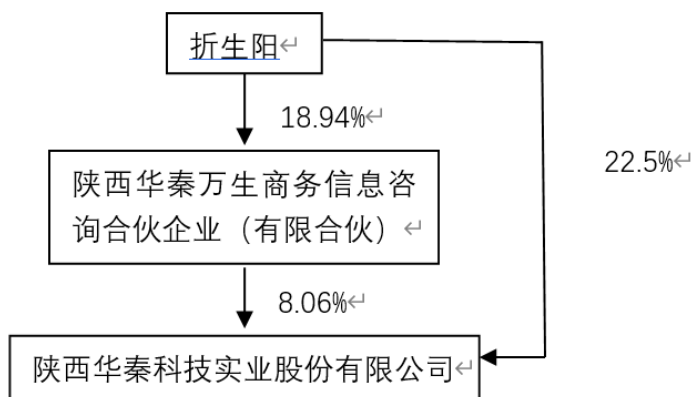 折生阳
18.94%
22.5%
陕西华秦万生商务信息咨
询合伙企业（有限合伙）
8.06%
陕西华秦科技实业股份有限公司